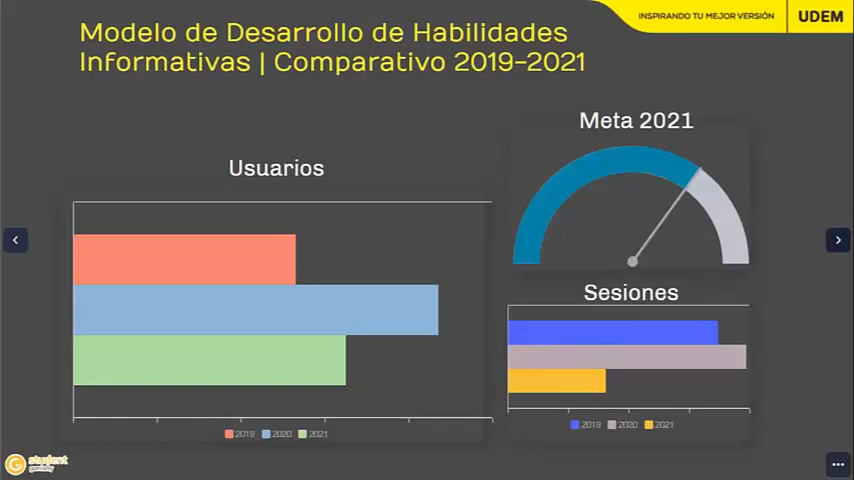 INSPIRANDO TU MEJOR VERSIÓN
UDEM
Modelo de Desarrollo de Habilidades
Informativas | Comparativo 2019-2021
Meta 2021
Usuarios
Sesiones
2019 2020 2021
2019 2020 2021
student
genially